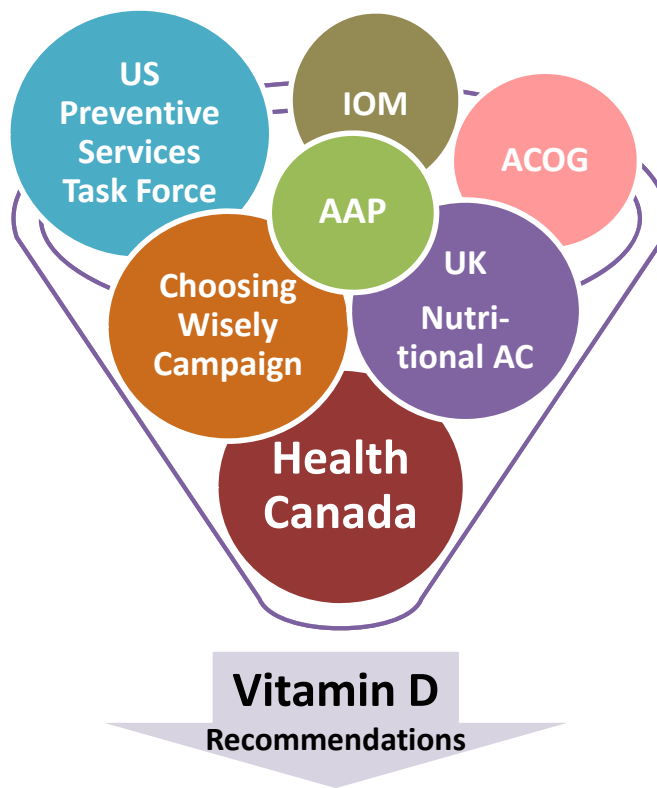 US
Preventive
Services
Task Force
IOM
ACOG
AAP
Choosing
Wisely
Campaign
UK
Nutri-
tional AC
Health
Canada
Vitamin D
Recommendations